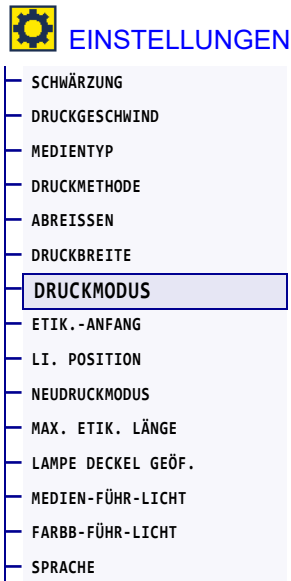 EINSTELLUNGEN
SCHWÄRZUNG
DRUCKGESCHWIND
MEDIENTYP
DRUCKMETHODE
ABREISSEN
DRUCKBREITE
DRUCKMODUS
ETIK.-ANFANG
LI. POSITION
NEUDRUCKMODUS
MAX. ETIK. LÄNGE
LAMPE DECKEL GEÖF.
MEDIEN-FÜHR-LICHT
FARBB-FÜHR-LICHT
SPRACHE